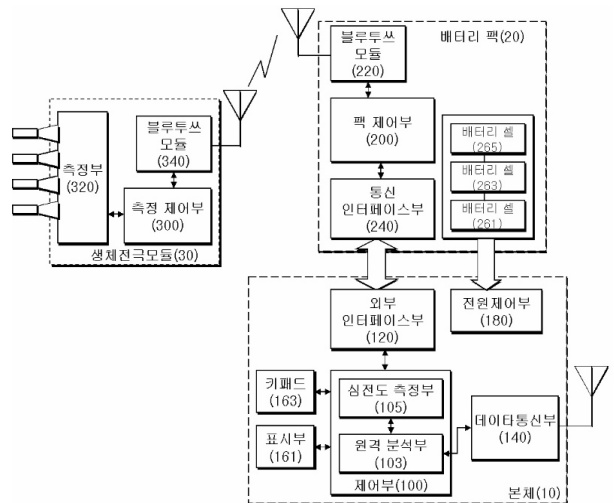 블루투쓰
모듈
(220)
배터리 팩(20)
팩 제어부
(200)
통신
인터페이스부
(240)
배터리 셀
(265)
배터리 셀
(263)
배터리 셀
(261)
측정부
(320)
블루투쓰
모듈
(340)
측정 제어부
(300)
생체전극모듈(30)
외부
인터페이스부
(120)
전원제어부
(180)
키패드
(163)
심전도 측정부
(105)
표시부
(161)
원격 분석부
(103)
제어부(100)
데이타통신부
(140)
본체(10)